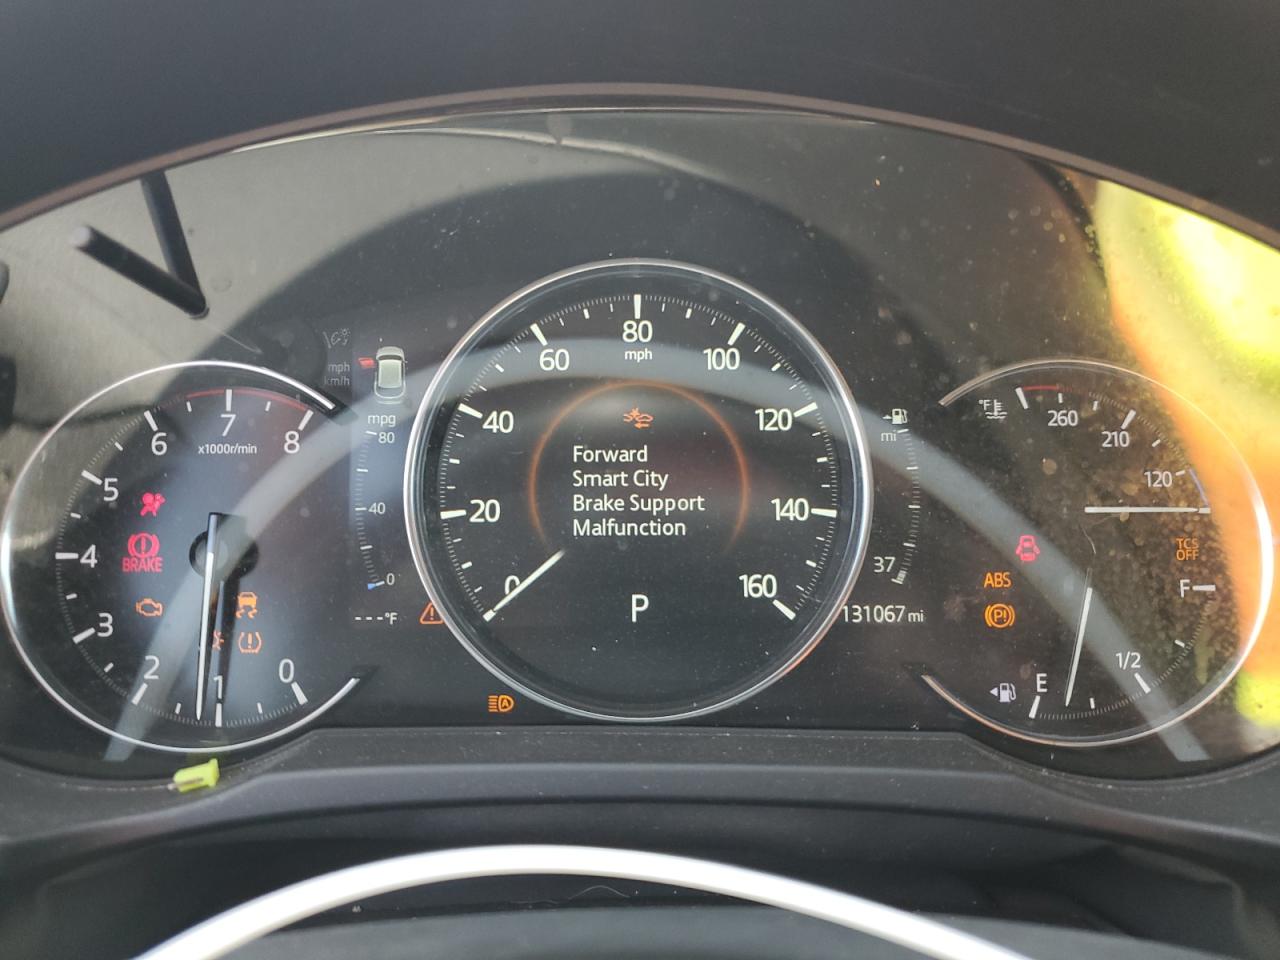 8
7
x1000r/min
6
5
4
3
2
1
0
BRAKE
mph
km/h
mpg
80
40
0
---°F
0
20
40
60
80
mph
100
120
140
160
Forward
Smart City
Brake Support
Malfunction
P
mi
37
131067 mi
°F
260
210
120
TCS
OFF
ABS
(P!)
F
1/2
E
A